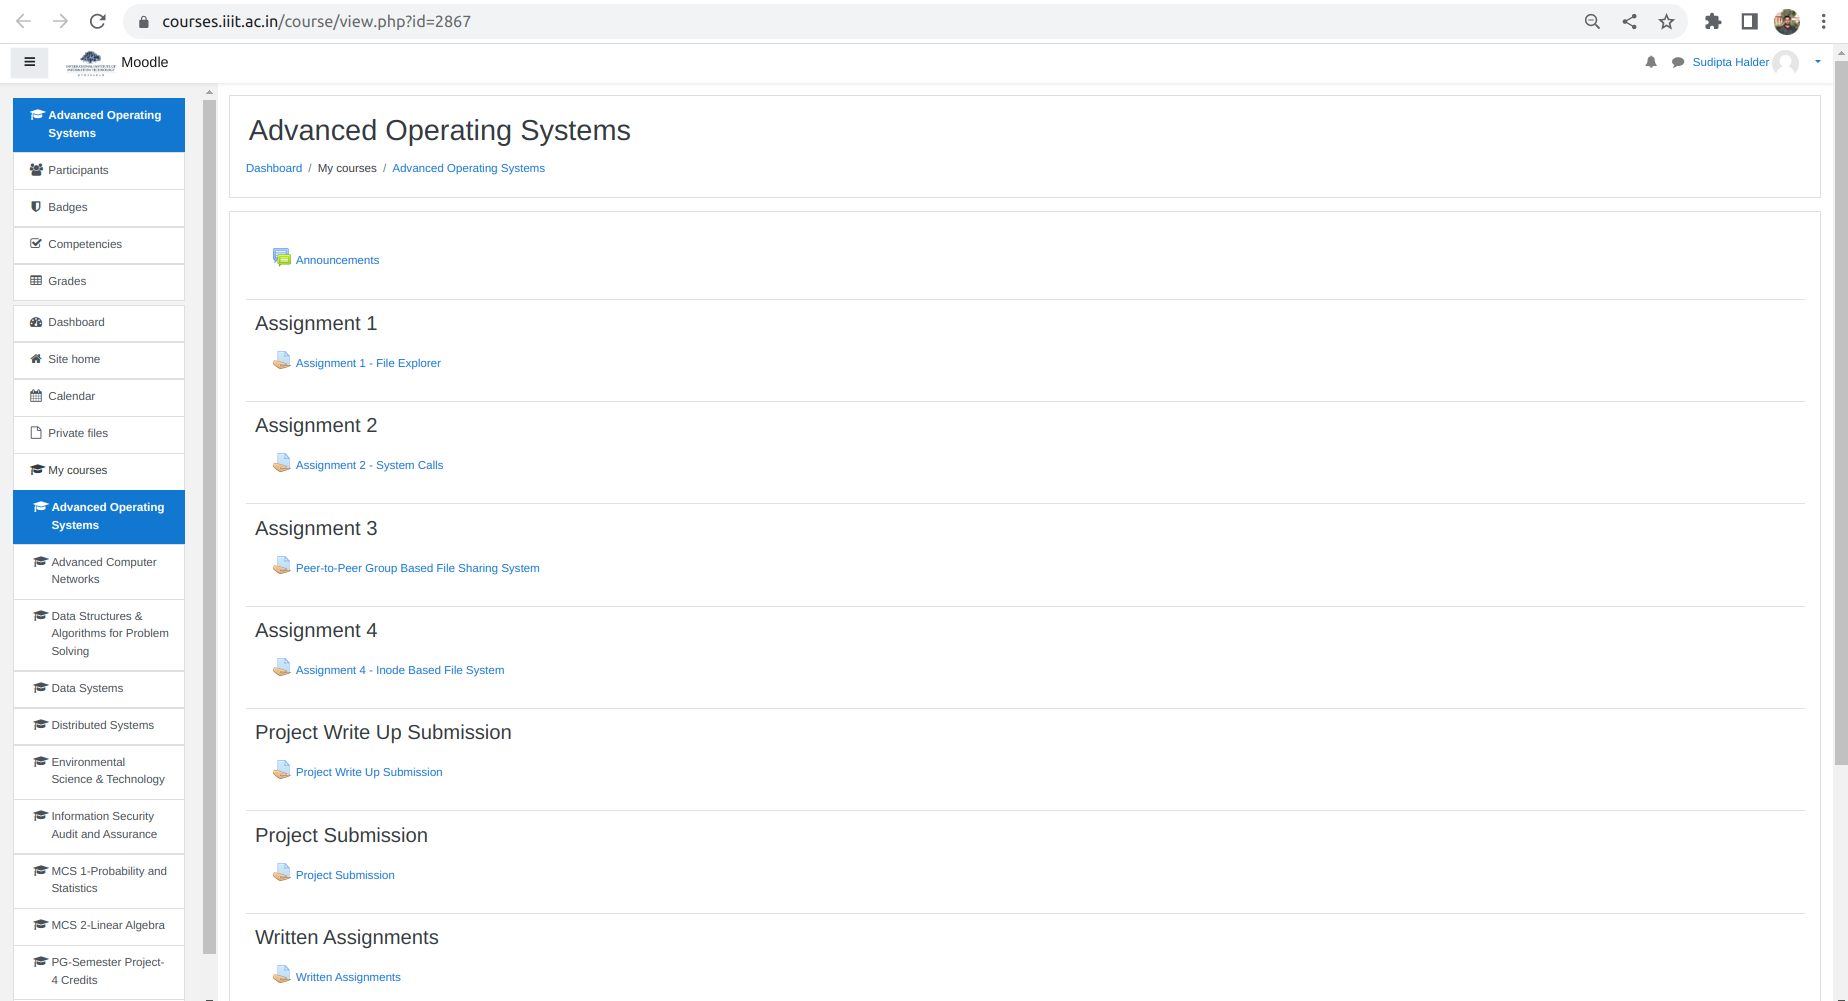 courses.iiit.ac.in/course/view.php?id=2867
Moodle
Sudipta Halder
Advanced Operating
Systems
Participants
Badges
Competencies
Grades
Dashboard
Site home
Calendar
Private files
My courses
Advanced Operating
Systems
Advanced Computer
Networks
Data Structures &
Algorithms for Problem
Solving
Data Systems
Distributed Systems
Environmental
Science & Technology
Information Security
Audit and Assurance
MCS 1-Probability and
Statistics
MCS 2-Linear Algebra
PG-Semester Project-
4 Credits
Advanced Operating Systems
Dashboard / My courses / Advanced Operating Systems
Announcements
Assignment 1
Assignment 1 - File Explorer
Assignment 2
Assignment 2 - System Calls
Assignment 3
Peer-to-Peer Group Based File Sharing System
Assignment 4
Assignment 4 - Inode Based File System
Project Write Up Submission
Project Write Up Submission
Project Submission
Project Submission
Written Assignments
Written Assignments